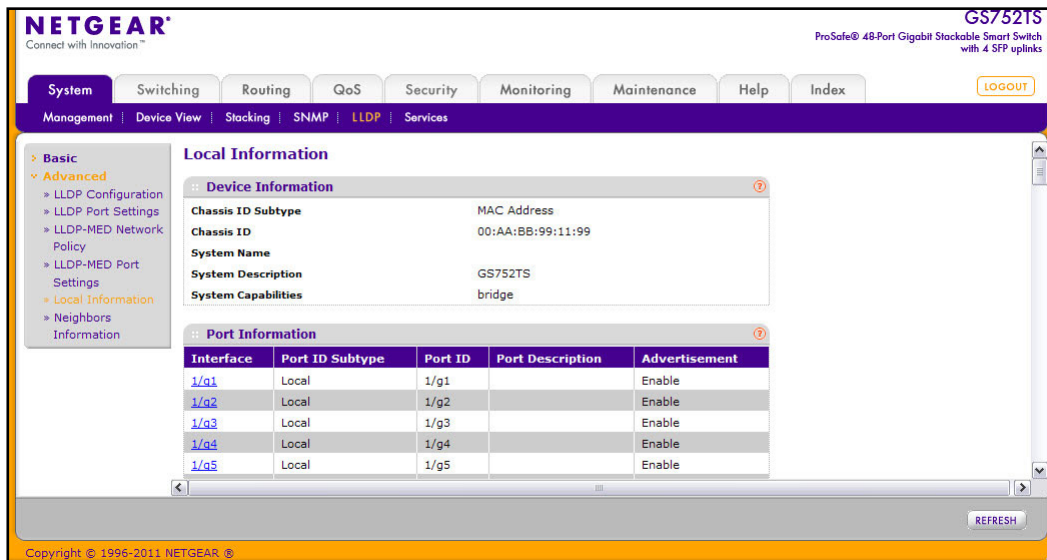 NETGEAR®
Connect with Innovation™
GS752TS
ProSafe® 48-Port Gigabit Stackable Smart Switch
with 4 SFP uplinks
System Switching Routing QoS Security Monitoring Maintenance Help Index LOGOUT
Management Device View Stacking SNMP LLDP Services
Basic
Advanced
» LLDP Configuration
» LLDP Port Settings
» LLDP-MED Network
Policy
» LLDP-MED Port
Settings
» Local Information
» Neighbors
Information
Local Information
Device Information
Chassis ID Subtype MAC Address
Chassis ID 00:AA:BB:99:11:99
System Name
System Description GS752TS
System Capabilities bridge
Port Information
Interface Port ID Subtype Port ID Port Description Advertisement
1/g1 Local 1/g1 Enable
1/g2 Local 1/g2 Enable
1/g3 Local 1/g3 Enable
1/g4 Local 1/g4 Enable
1/g5 Local 1/g5 Enable
REFRESH
Copyright © 1996-2011 NETGEAR ®